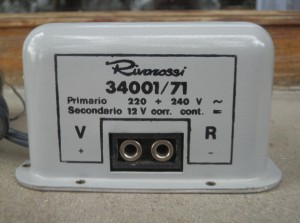 Rivarossi
34001/71
Primario 220 ÷ 240 V ~
Secondario 12 V corr. cont. =
V R
+ -